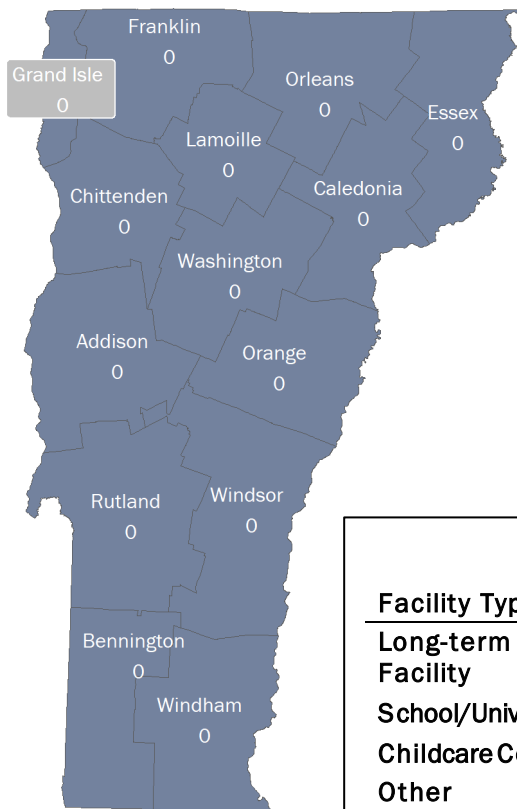 Franklin
0
Grand Isle
0
Orleans
0
Essex
0
Lamoille
0
Caledonia
0
Chittenden
0
Washington
0
Addison
0
Orange
0
Rutland
0
Windsor
0
Bennington
0
Windham
0
Facility Typ
Long-term
Facility
School/Univ
Childcare C
Other